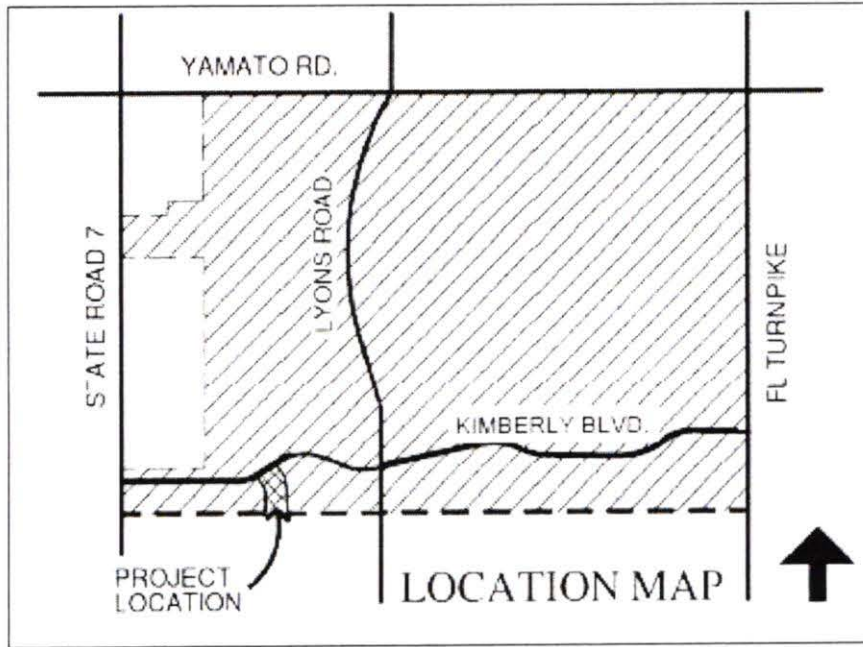 YAMATO RD.
STATE ROAD 7
LYONS ROAD
FL TURNPIKE
KIMBERLY BLVD.
PROJECT
LOCATION
LOCATION MAP